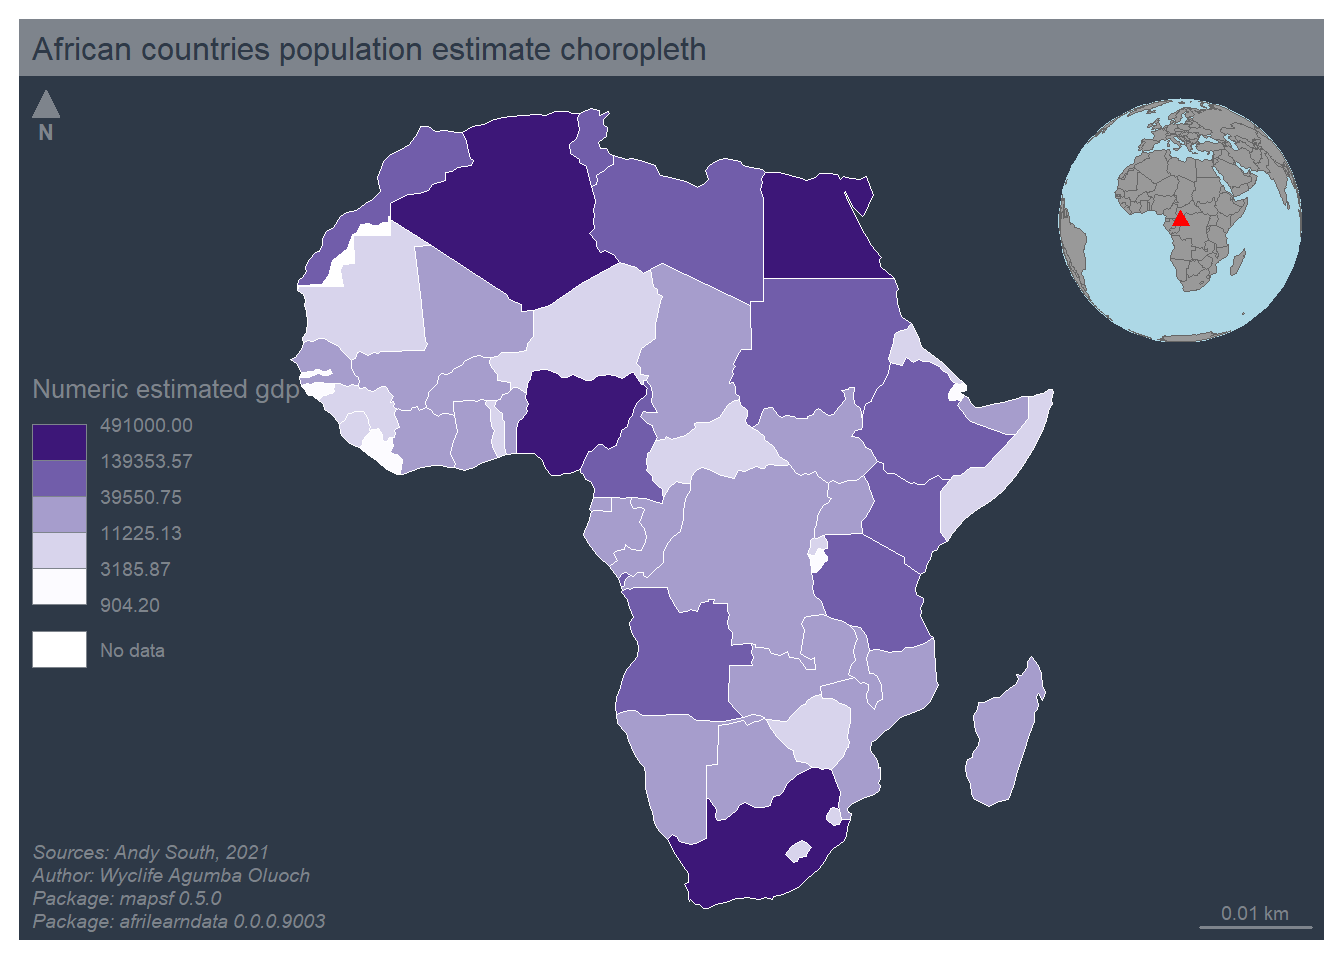 African countries population estimate choropleth
N
Numeric estimated gdp
491000.00
139353.57
39550.75
11225.13
3185.87
904.20
No data
Sources: Andy South, 2021
Author: Wyclife Agumba Oluoch
Package: mapsf 0.5.0
Package: afrilearndata 0.0.0.9003
0.01 km